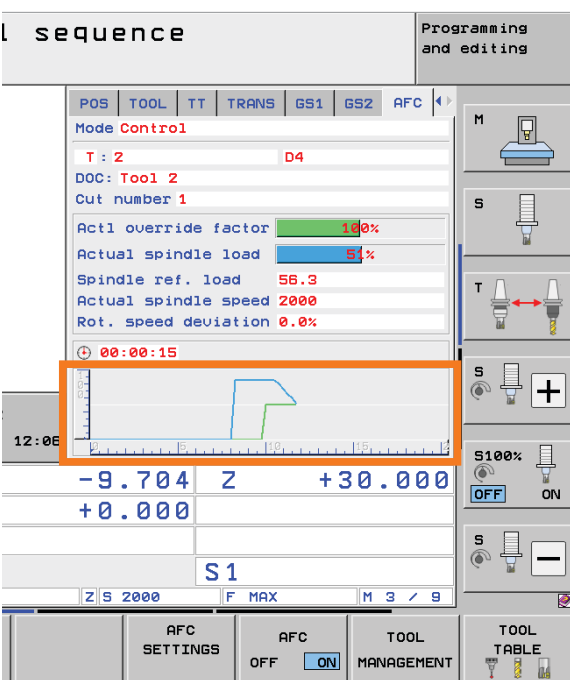 l sequence
Programming
and editing
POS TOOL TT TRANS GS1 GS2 AFC
Mode Control
T : 2 D4
DOC: Tool 2
Cut number 1
Actl override factor 100%
Actual spindle load 51%
Spindle ref. load 56.3
Actual spindle speed 2000
Rot. speed deviation 0.0%
00:00:15
0 5 10 15 2
12:06
-9.704 Z +30.000
+0.000
S1
Z S 2000 F MAX M 3 / 9
M
S
T
S
+
S100%
OFF ON
S
-
AFC
SETTINGS
AFC
OFF ON
TOOL
MANAGEMENT
TOOL
TABLE